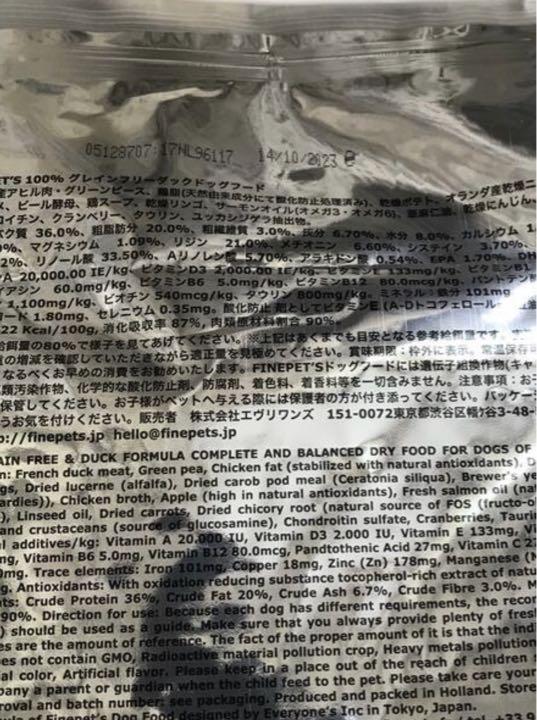 05128707:17NL96117 14/10/2023
ET'S 100% グレインフリーダックドッグフード
産アヒル肉・グリーンピース、鶏脂(天然由来成分にて酸化防止処理済み)、乾燥ポテト、オランダ産乾燥ニ
ビール酵母、鶏スープ、乾燥リンゴ、サーモンオイル(オメガ3・オメガ6)、亜麻仁油、乾燥にんじん、
ロイチン、クランベリー、タウリン、ユッカシジゲラ抽出物。
ク質 36.0%、粗脂肪分 20.0%、粗繊維質 3.0%、灰分 6.70%、水分 8.0%、カルシウム 1.
%、マグネシウム 1.09%、リジン 21.0%、メチオニン 6.60%、システイン 3.70%、
2%、リノール酸 33.50%、Aリノレン酸 5.70%、アラキドン酸 0.54%、EPA 1.70%、DH
A 20,000.00 IE/kg、ビタミンD3 2,000.00 IE/kg、ビタミンE 133mg/kg、ビタミンB1
イアシン 60.0mg/kg、ビタミンB6 5.0mg/kg、ビタミンB12 80.0mcg/kg、パントテン酸
1,100mg/kg、ビオチン 540mcg/kg、タウリン 800mg/kg。ミネラル:鉄分 101mg
ード 1.80mg、セレニウム 0.35mg。酸化防止剤としてビタミンE (A-Dトコフェロール
22 Kcal/100g, 消化吸収率 87%, 肉類原材料割合 90%.
給餌量の80%で様子を見てあげてください。※上記はあくまでも目安となる参考給餌量です。
の増減を確認していただきながら適正量を見極めてください。賞味期限:枠外に表示。常温保存
なるべくお早めの消費をお勧めいたします。FINEPET'Sドッグフードには遺伝子組換作物(キャ
類汚染作物、化学的な酸化防止剤、防腐剤、着色料、着香料等を一切含みません。注意事項:お子
保管してください。お子様がペットへ与える際には保護者の方が付き添って下さい。パッケー
うお気を付けください。販売者 株式会社エヴリワンズ 151-0072東京都渋谷区幡ヶ谷3-48-
p://finepets.jp hello@finepets.jp
AIN FREE & DUCK FORMULA COMPLETE AND BALANCED DRY FOOD FOR DOGS OF
n: French duck meat, Green pea, Chicken fat (stabilized with natural antioxidants), D
gs, Dried lucerne (alfalfa), Dried carob pod meal (Ceratonia siliqua), Brewer's ye
ardies)), Chicken broth, Apple (high in natural antioxidants), Fresh salmon oil (nat
), Linseed oil, Dried carrots, Dried chicory root (natural source of FOS (fructo-ol
and crustaceans (source of glucosamine), Chondroitin sulfate, Cranberries, Tauri
l additives/kg: Vitamin A 20.000 IU, Vitamin D3 2.000 IU, Vitamin E 133mg, Vi
ng, Vitamin B6 5.0mg, Vitamin B12 80.0mcg, Pandtothenic Acid 27mg, Vitamin C 2
0mg. Trace elements: Iron 101mg, Copper 18mg, Zinc (Zn) 178mg, Manganese (M
g. Antioxidants: With oxidation reducing substance tocopherol-rich extract of natu
ts: Crude Protein 36%, Crude Fat 20%, Crude Ash 6.7%, Crude Fibre 3.0%. M
90%. Direction for use: Because each dog has different requirements, the recor
) should be used as a guide. Make sure that you always provide plenty of fresh
es are the amount of reference. The fact of the proper amount of it is that the ind
es not contain GMO, Radioactive material pollution crop, Heavy metals pollution
ial color, Artificial flavor. Please keep in a place out of the reach of children
pany a parent or guardian when the child feed to the pet. Please take care your
roval and batch number: see packaging. Produced and packed in Holland. Store
ula of Finepet's Dog Food designed by Everyone's Inc in Tokyo, Japan.